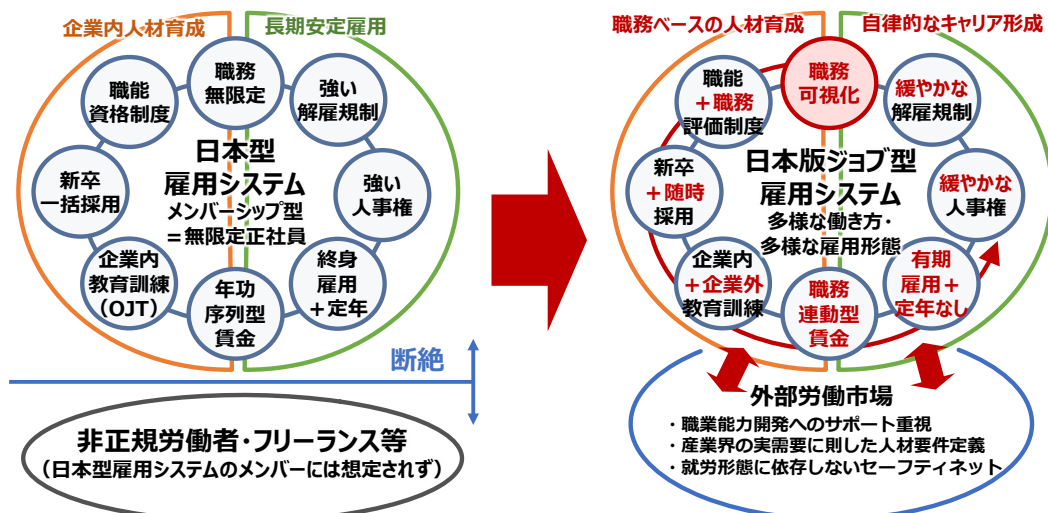 企業内人材育成
長期安定雇用
職務
無限定
職能
資格制度
強い
解雇規制
新卒
一括採用
日本型
雇用システム
メンバーシップ型
＝無限定正社員
強い
人事権
企業内
教育訓練
（OJT）
年功
序列型
賃金
終身
雇用
＋定年
断絶
非正規労働者・フリーランス等
（日本型雇用システムのメンバーには想定されず）
職務ベースの人材育成
自律的なキャリア形成
職務
可視化
職能
＋職務
評価制度
緩やかな
解雇規制
新卒
＋随時
採用
日本版ジョブ型
雇用システム
多様な働き方・
多様な雇用形態
緩やかな
人事権
企業内
＋企業外
教育訓練
職務
連動型
賃金
有期
雇用＋
定年なし
外部労働市場
・職業能力開発へのサポート重視
・産業界の実需要に則した人材要件定義
・就労形態に依存しないセーフティネット